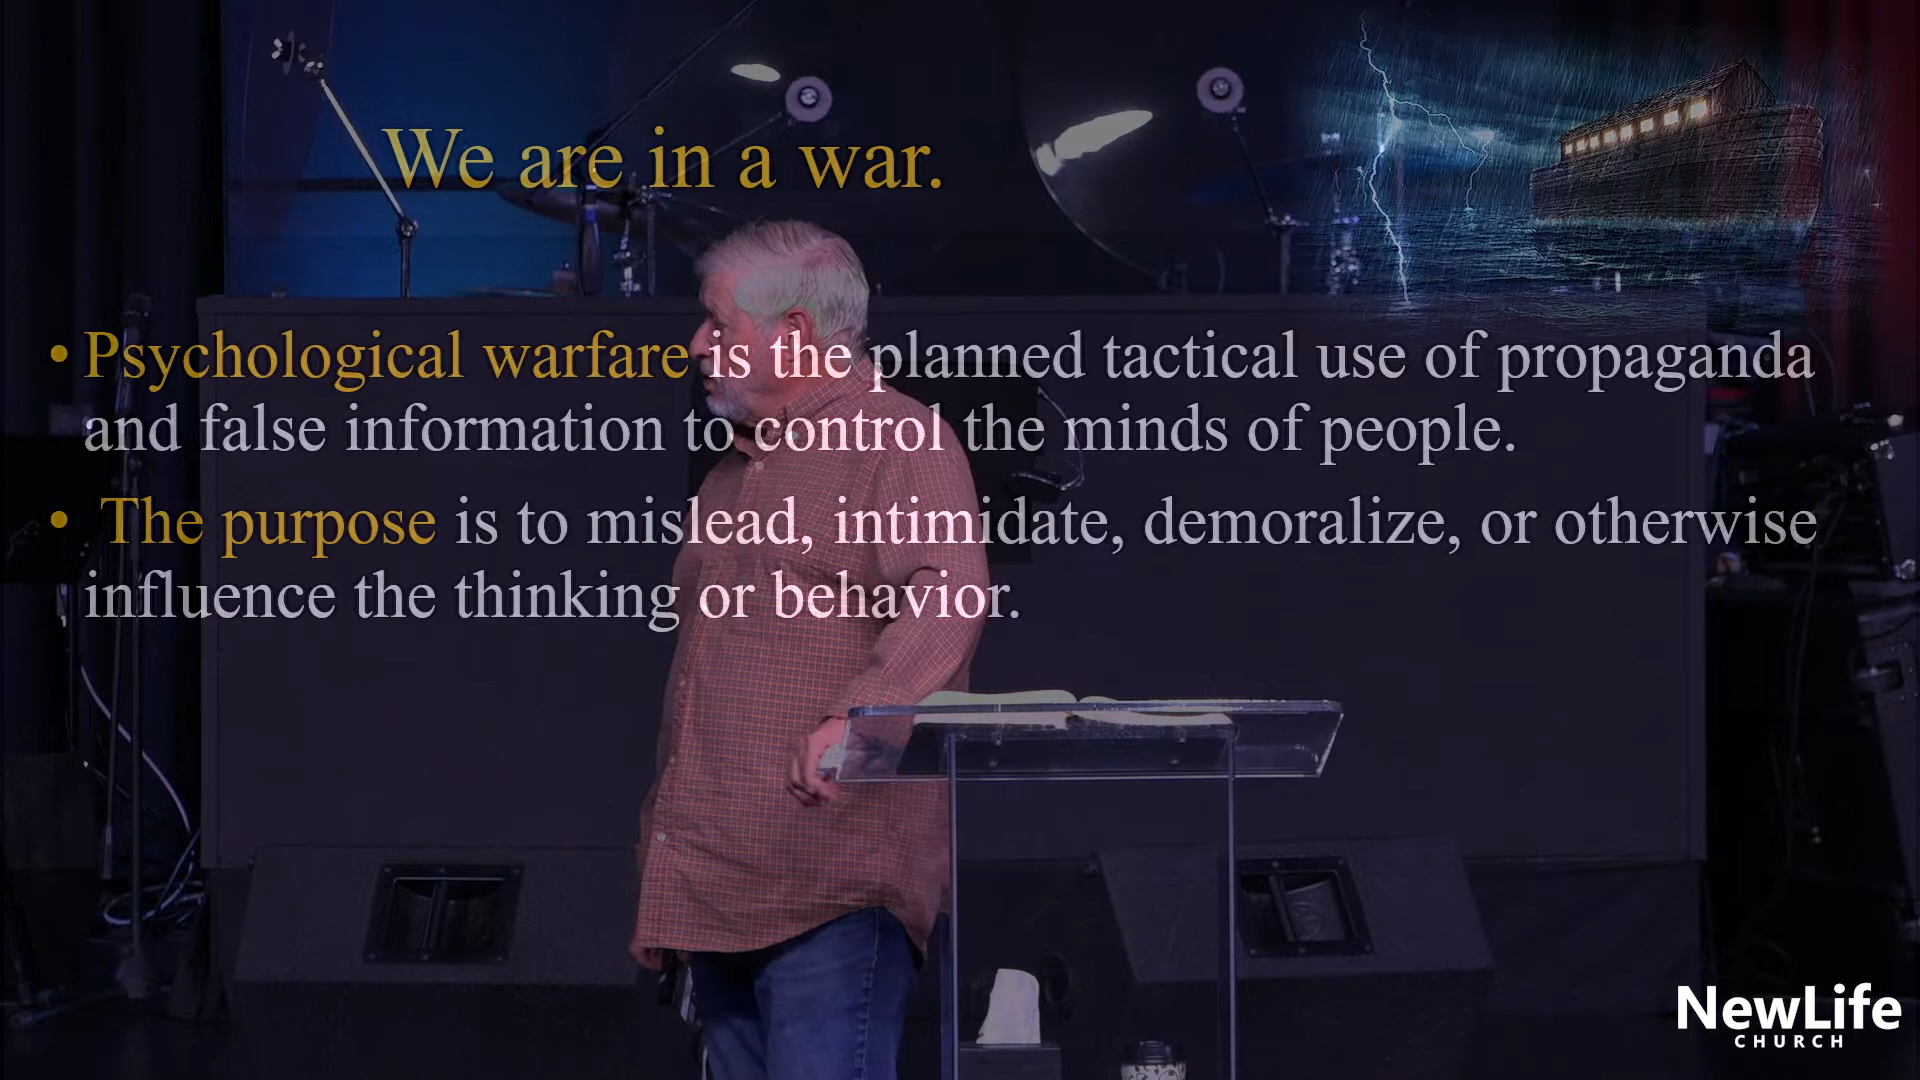 We are in a war.
• Psychological warfare is the planned tactical use of propaganda
and false information to control the minds of people.
• The purpose is to mislead, intimidate, demoralize, or otherwise
influence the thinking or behavior.
NewLife
CHURCH